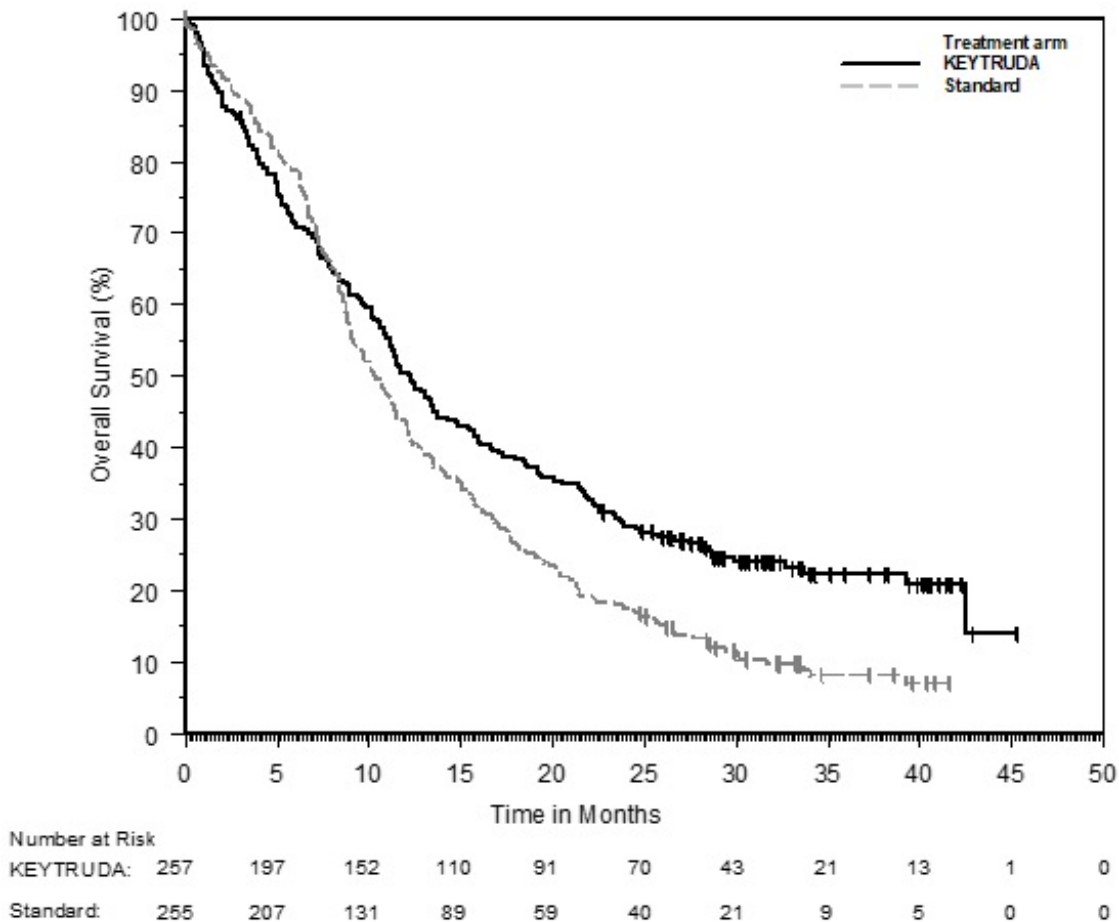 Treatment arm
KEYTRUDA
Standard
100
90
80
70
60
50
40
30
20
10
0
Overall Survival (%)
0 5 10 15 20 25 30 35 40 45 50
Time in Months
Number at Risk
KEYTRUDA: 257 197 152 110 91 70 43 21 13 1 0
Standard: 255 207 131 89 59 40 21 9 5 0 0